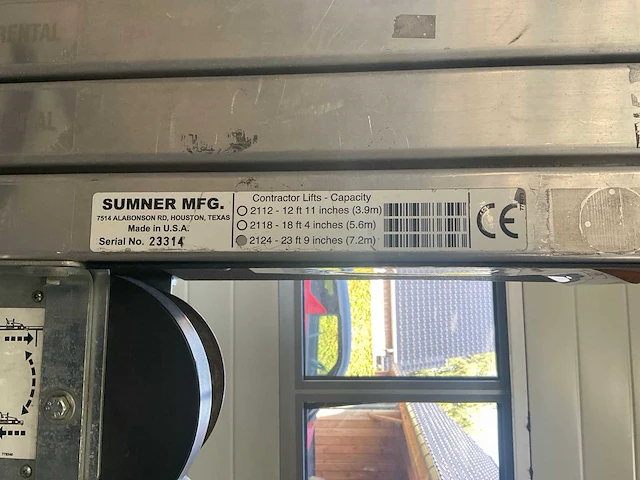 RENTAL
SUMNER MFG.
7514 ALABONSON RD, HOUSTON, TEXAS
Made in U.S.A.
Serial No. 23314
Contractor Lifts - Capacity
2112 - 12 ft 11 inches (3.9m)
2118 - 18 ft 4 inches (5.6m)
2124 - 23 ft 9 inches (7.2m)
CE